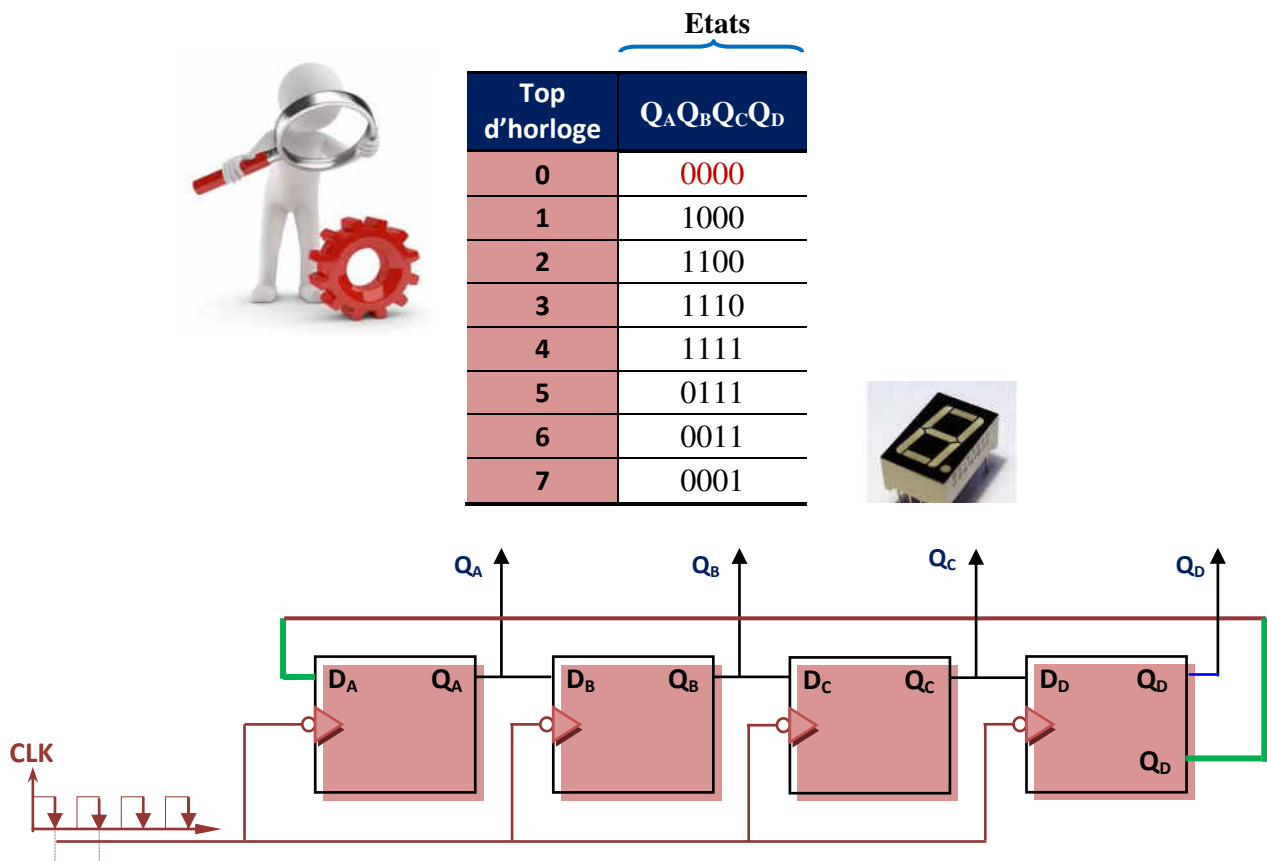 Etats
Top d'horloge QAQBQCQD
0 0000
1 1000
2 1100
3 1110
4 1111
5 0111
6 0011
7 0001
QA QB QC QD
DA QA DB QB DC QC DD QD
QD
CLK